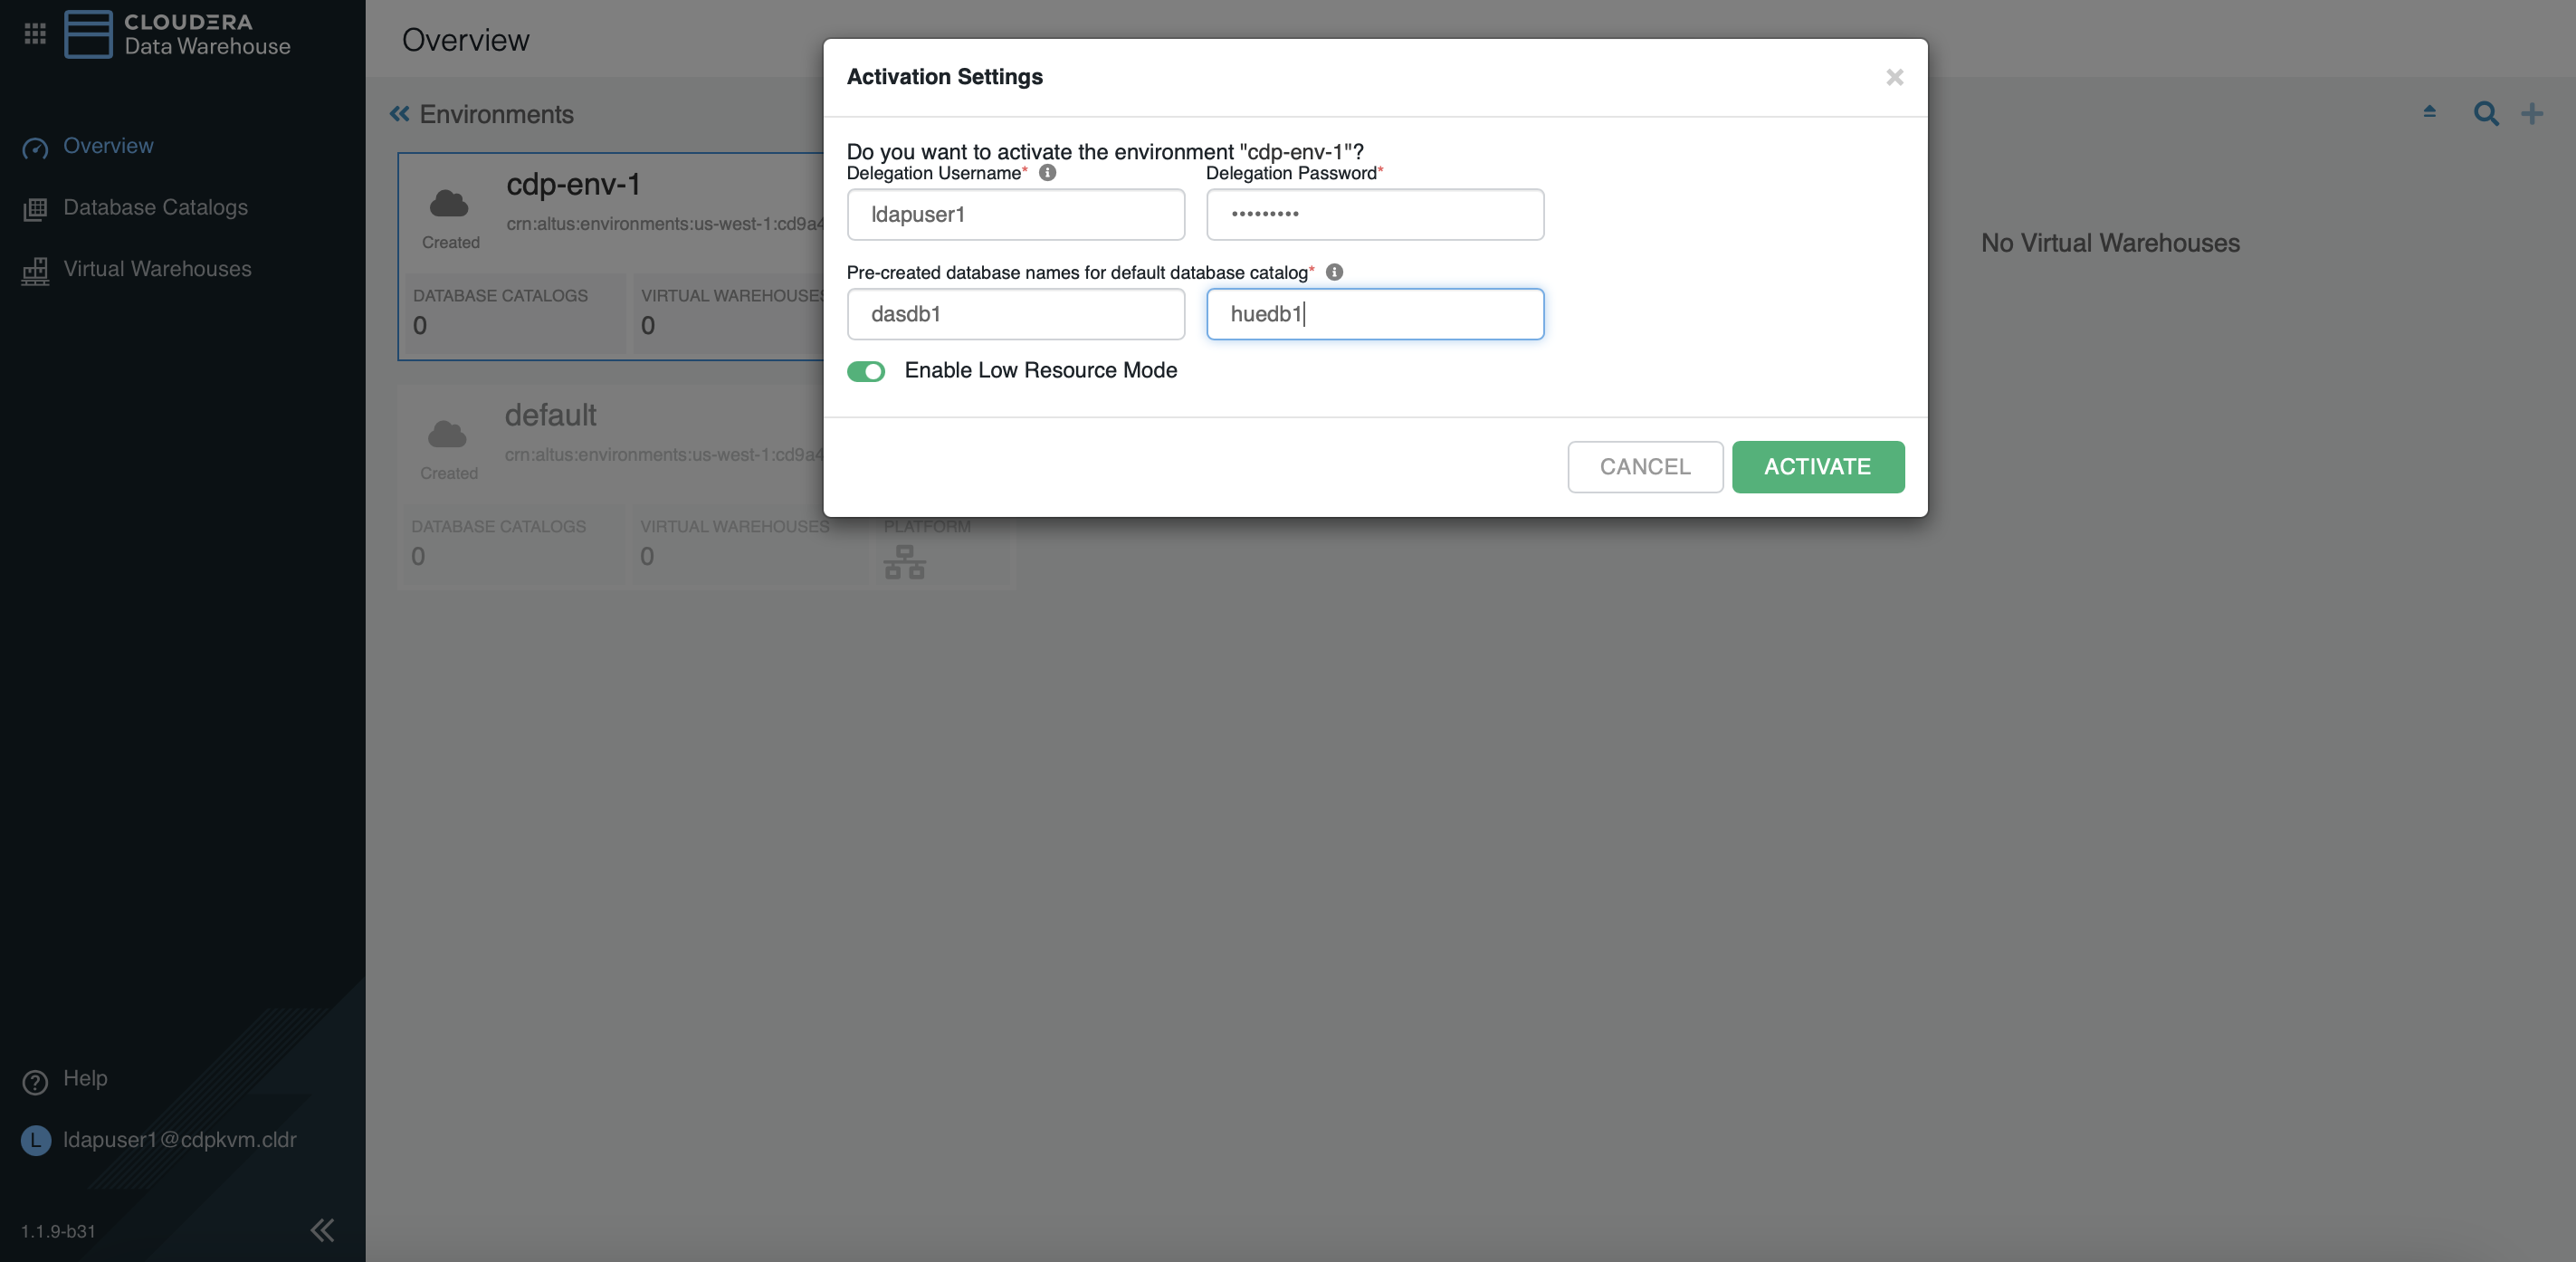 CLOUDERA
Data Warehouse
Overview
Database Catalogs
Virtual Warehouses
Help
L
ldapuser1@cdpkvm.cldr
1.1.9-b31
Overview
Environments
cdp-env-1
crn:altus:environments:us-west-1:cd9a4
Created
DATABASE CATALOGS
0
VIRTUAL WAREHOUSES
0
default
crn:altus:environments:us-west-1:cd9a4
Created
DATABASE CATALOGS
0
VIRTUAL WAREHOUSES
0
PLATFORM
No Virtual Warehouses
Activation Settings
Do you want to activate the environment "cdp-env-1"?
Delegation Username*
Delegation Password*
ldapuser1
•••••••••
Pre-created database names for default database catalog*
dasdb1
huedb1
Enable Low Resource Mode
CANCEL
ACTIVATE